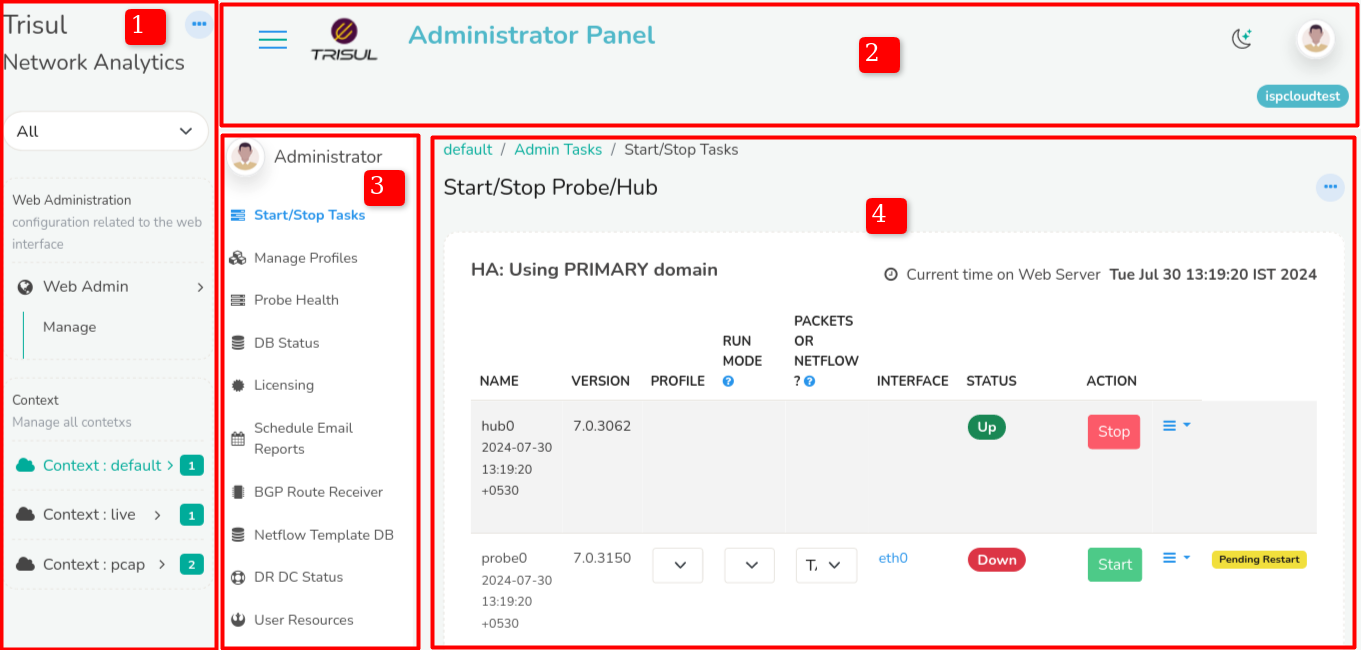 Trisul
1
Network Analytics
All
Web Administration
configuration related to the web
interface
Web Admin
Manage
Context
Manage all contetxs
Context : default
1
Context : live
1
Context : pcap
2
TRISUL
Administrator Panel
2
ispcloudtest
Administrator
3
Start/Stop Tasks
Manage Profiles
Probe Health
DB Status
Licensing
Schedule Email
Reports
BGP Route Receiver
Netflow Template DB
DR DC Status
User Resources
default / Admin Tasks / Start/Stop Tasks
Start/Stop Probe/Hub
4
HA: Using PRIMARY domain
Current time on Web Server Tue Jul 30 13:19:20 IST 2024
NAME
VERSION
PROFILE
RUN
MODE
?
PACKETS
OR
NETFLOW
? ?
INTERFACE
STATUS
ACTION
hub0
2024-07-30
13:19:20
+0530
7.0.3062
Up
Stop
probe0
2024-07-30
13:19:20
+0530
7.0.3150
eth0
Down
Start
Pending Restart